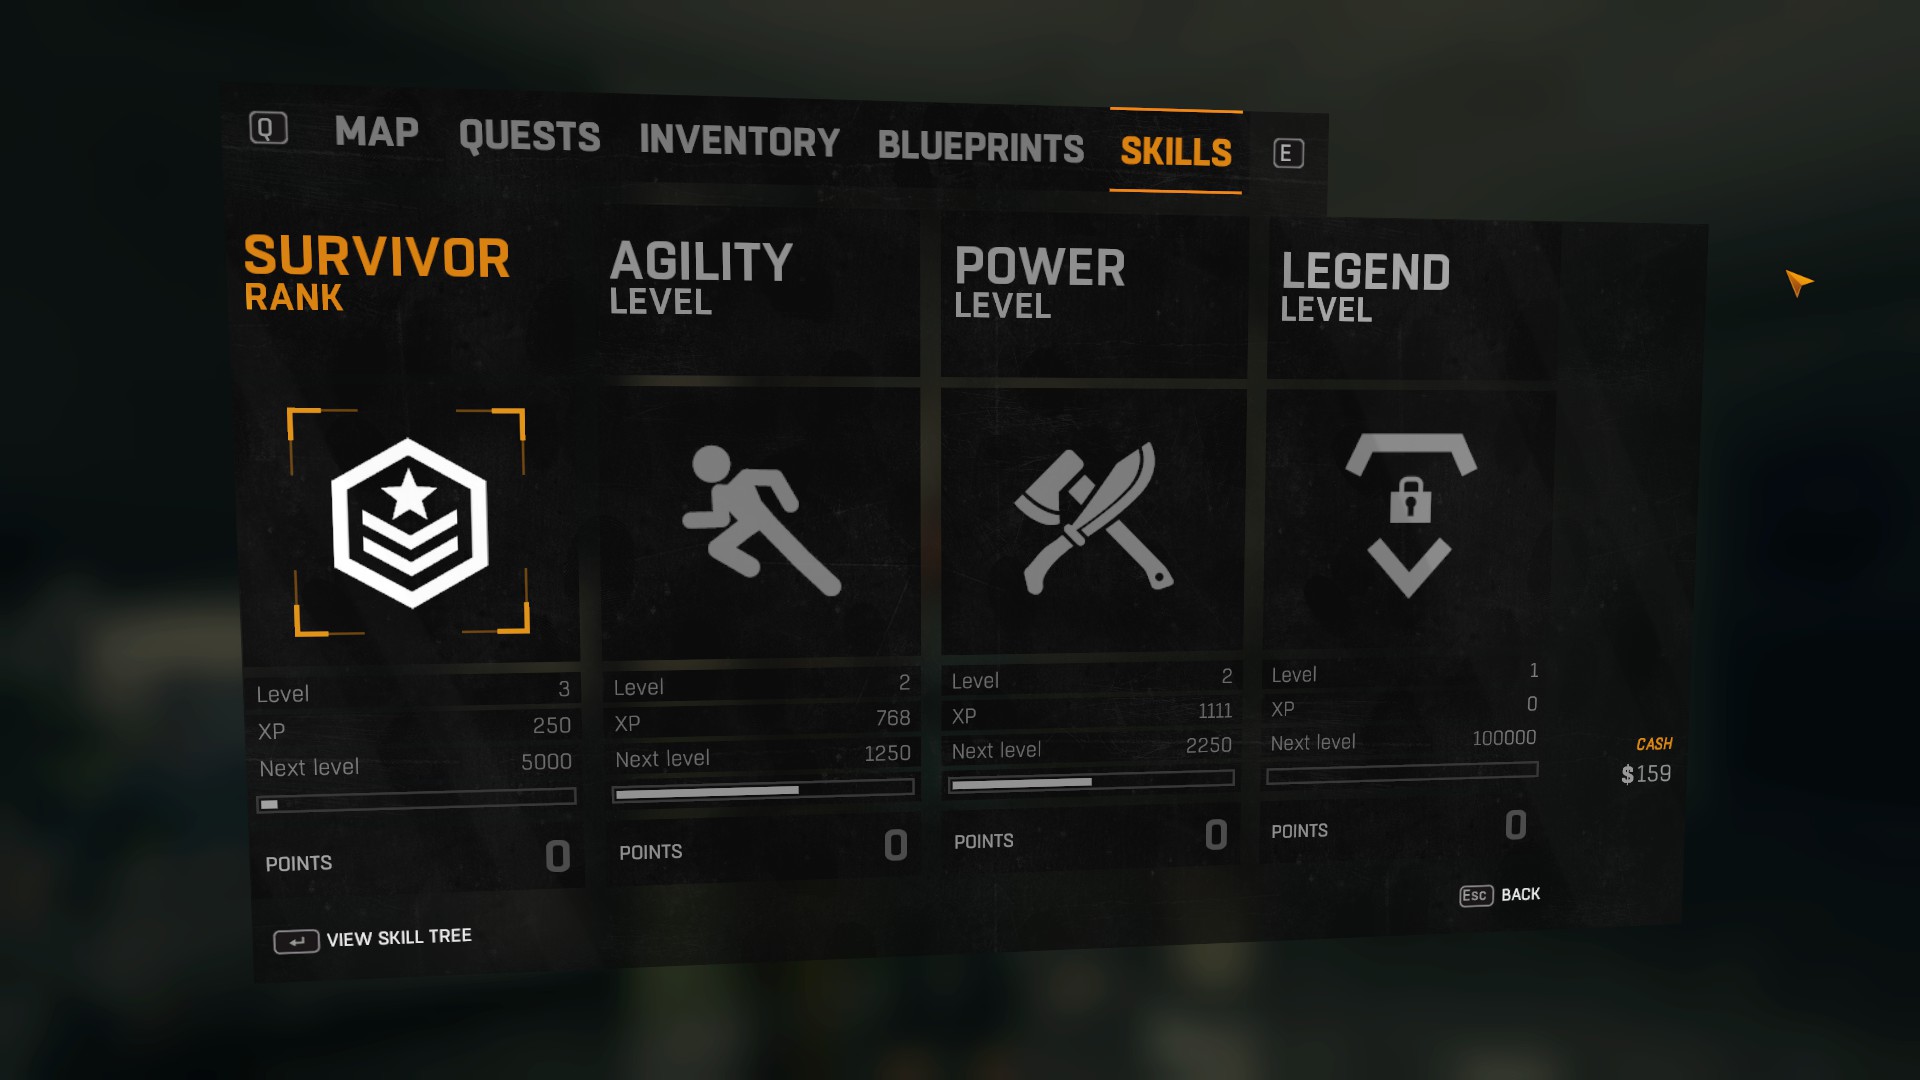 Q MAP QUESTS INVENTORY BLUEPRINTS SKILLS E
SURVIVOR
RANK
AGILITY
LEVEL
POWER
LEVEL
LEGEND
LEVEL
Level 3
XP 250
Next level 5000
POINTS 0
Level 2
XP 768
Next level 1250
POINTS 0
Level 2
XP 1111
Next level 2250
POINTS 0
Level 1
XP 0
Next level 100000
POINTS 0
CASH
$159
VIEW SKILL TREE
Esc BACK